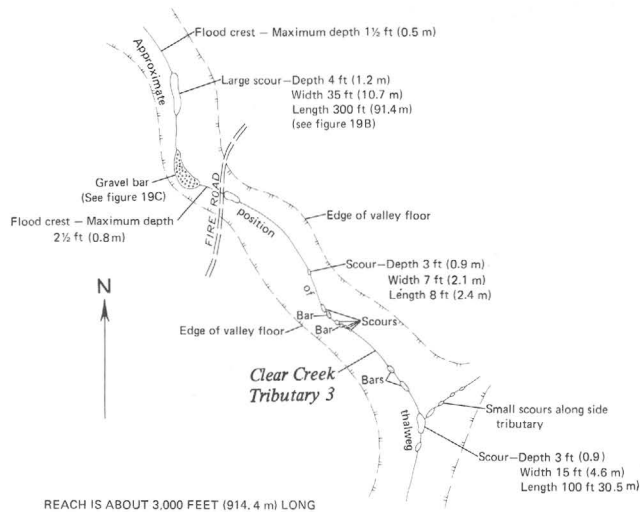 Flood crest – Maximum depth 1½ ft (0.5 m)
Approximate
Large scour–Depth 4 ft (1.2 m)
Width 35 ft (10.7 m)
Length 300 ft (91.4 m)
(see figure 19B)
Gravel bar
(See figure 19C)
Flood crest – Maximum depth
2½ ft (0.8 m)
FIRE ROAD
position
Edge of valley floor
Scour–Depth 3 ft (0.9 m)
Width 7 ft (2.1 m)
Length 8 ft (2.4 m)
N
of
Bar
Scours
Bar
Edge of valley floor
Clear Creek
Tributary 3
Bars
thalweg
Small scours along side
tributary
Scour–Depth 3 ft (0.9)
Width 15 ft (4.6 m)
Length 100 ft 30.5 m)
REACH IS ABOUT 3,000 FEET (914.4 m) LONG